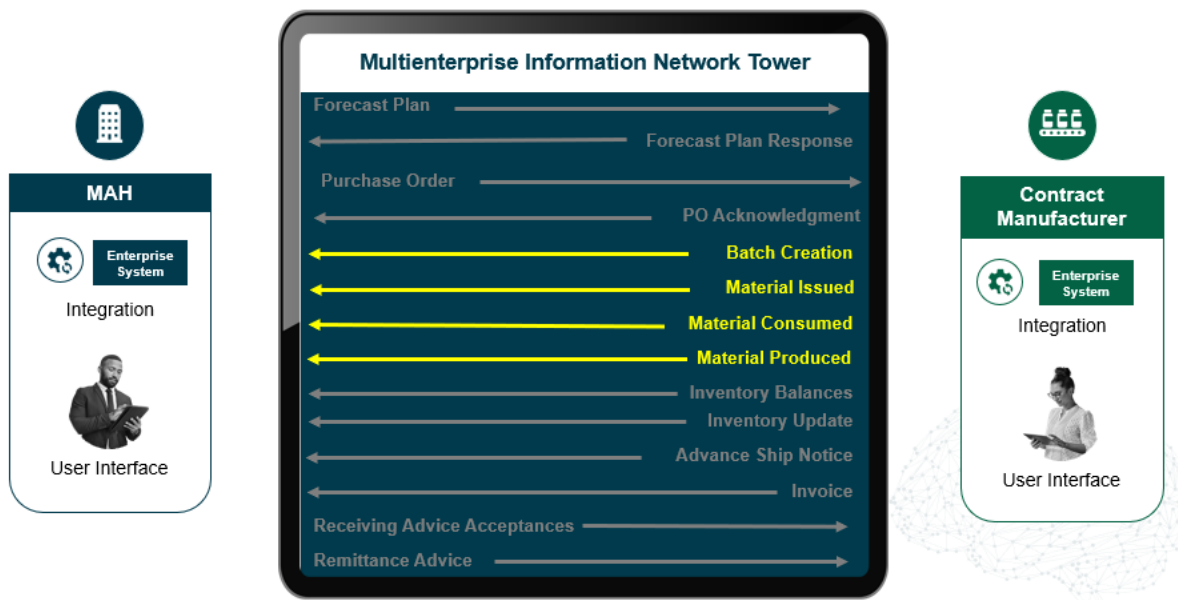 Multienterprise Information Network Tower
Forecast Plan
Forecast Plan Response
Purchase Order
PO Acknowledgment
Batch Creation
Material Issued
Material Consumed
Material Produced
Inventory Balances
Inventory Update
Advance Ship Notice
Invoice
Receiving Advice Acceptances
Remittance Advice
MAH
Enterprise
System
Integration
User Interface
Contract
Manufacturer
Enterprise
System
Integration
User Interface